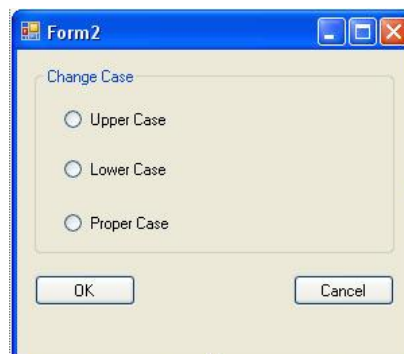 Form2
Change Case
Upper Case
Lower Case
Proper Case
OK Cancel